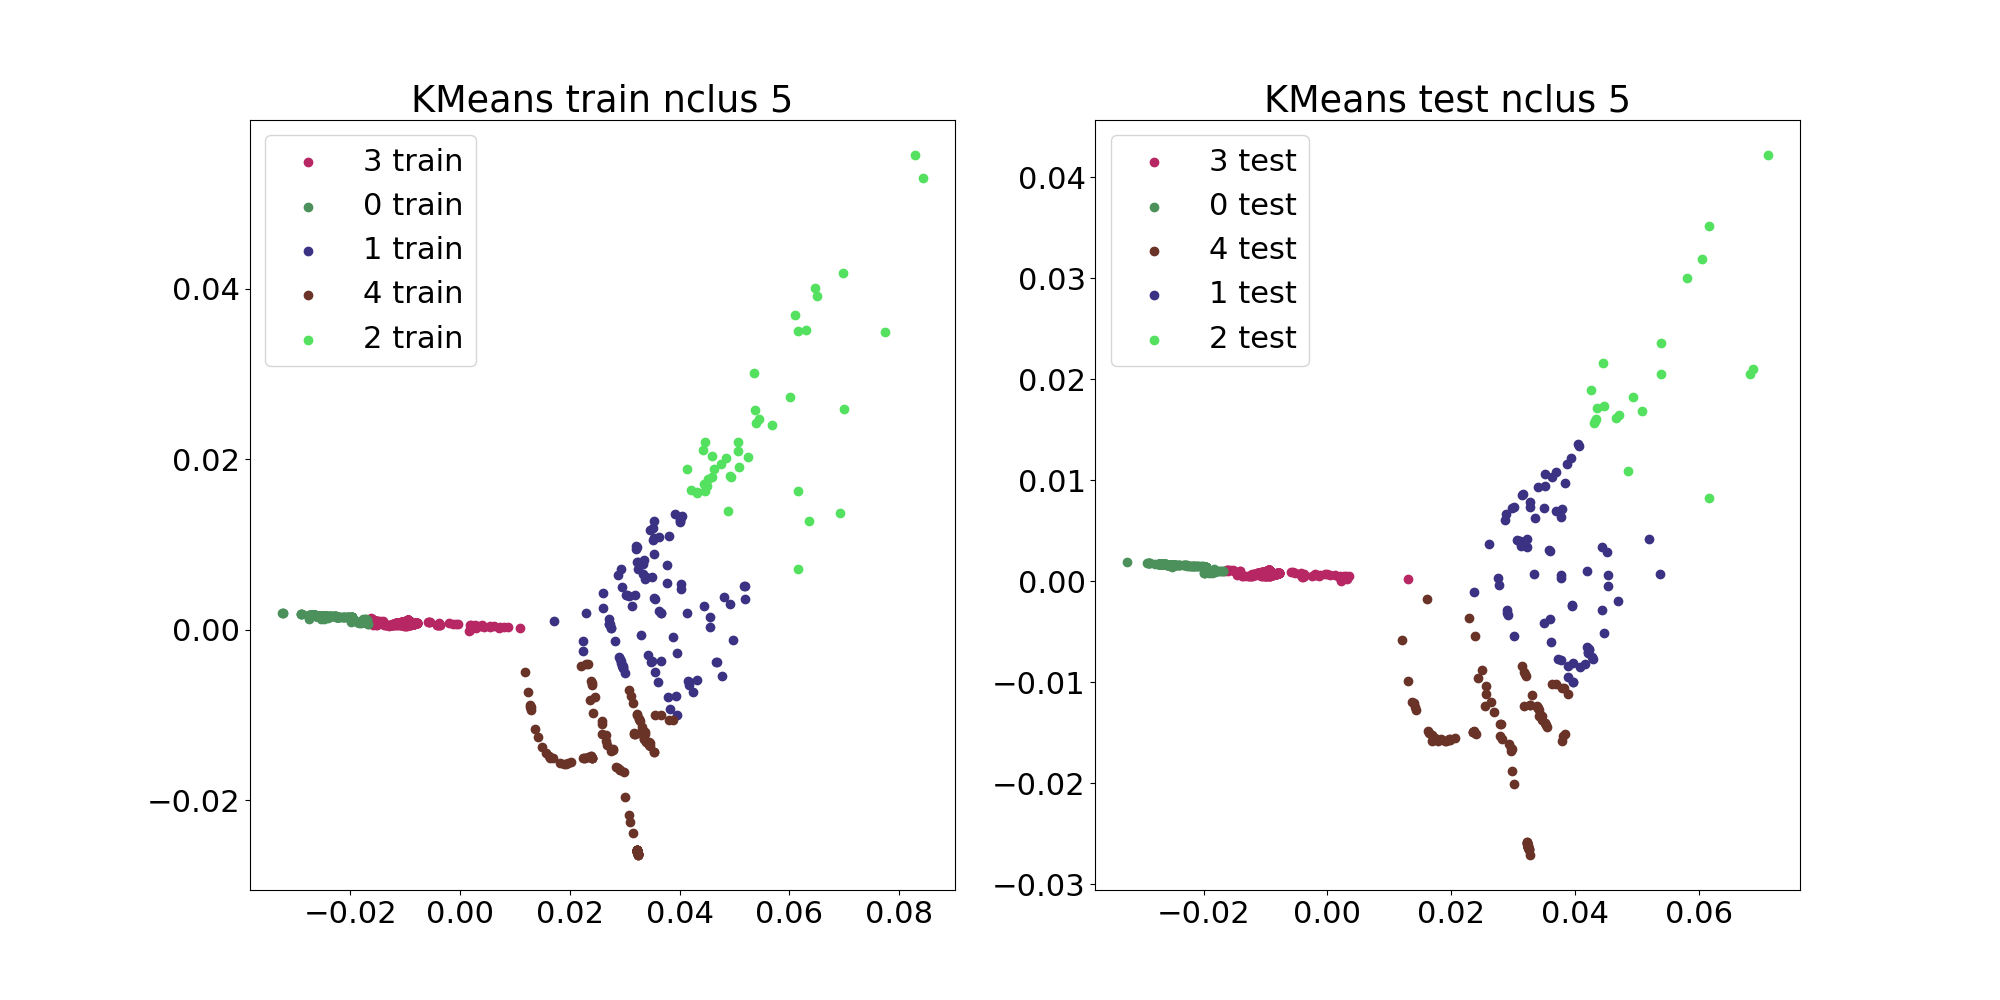 KMeans train nclus 5
3 train
0 train
1 train
4 train
2 train
0.04
0.02
0.00
−0.02
−0.02 0.00 0.02 0.04 0.06 0.08
KMeans test nclus 5
3 test
0 test
4 test
1 test
2 test
0.04
0.03
0.02
0.01
0.00
−0.01
−0.02
−0.03
−0.02 0.00 0.02 0.04 0.06